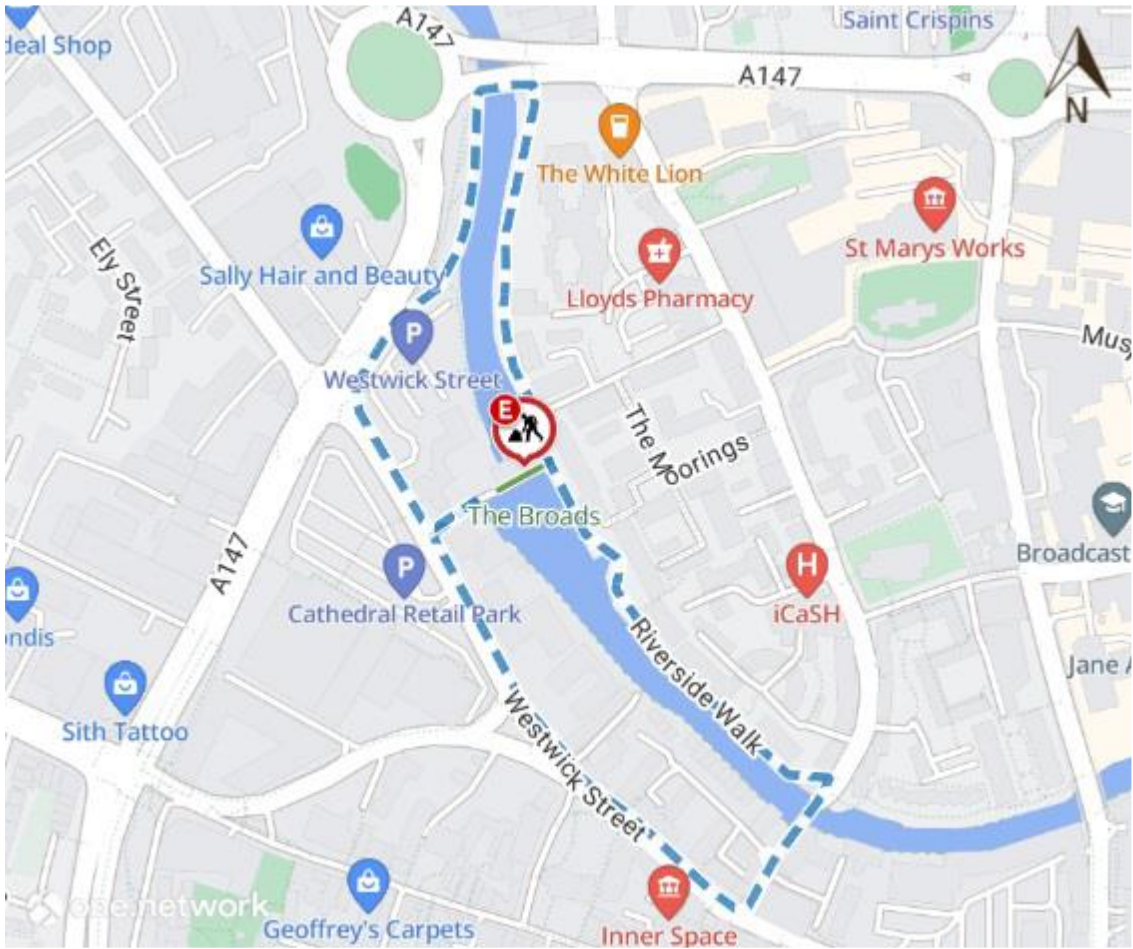 A147
Saint Crispins
deal Shop
A147
N
The White Lion
St Marys Works
Ely Street
Sally Hair and Beauty
Lloyds Pharmacy
Mus
P
Westwick Street
E
The Moorings
The Broads
Broadcast
A147
P
H
Cathedral Retail Park
iCaSH
ondis
Riverside Walk
Jane A
Sith Tattoo
Westwick Street
one.network
Geoffrey's Carpets
Inner Space